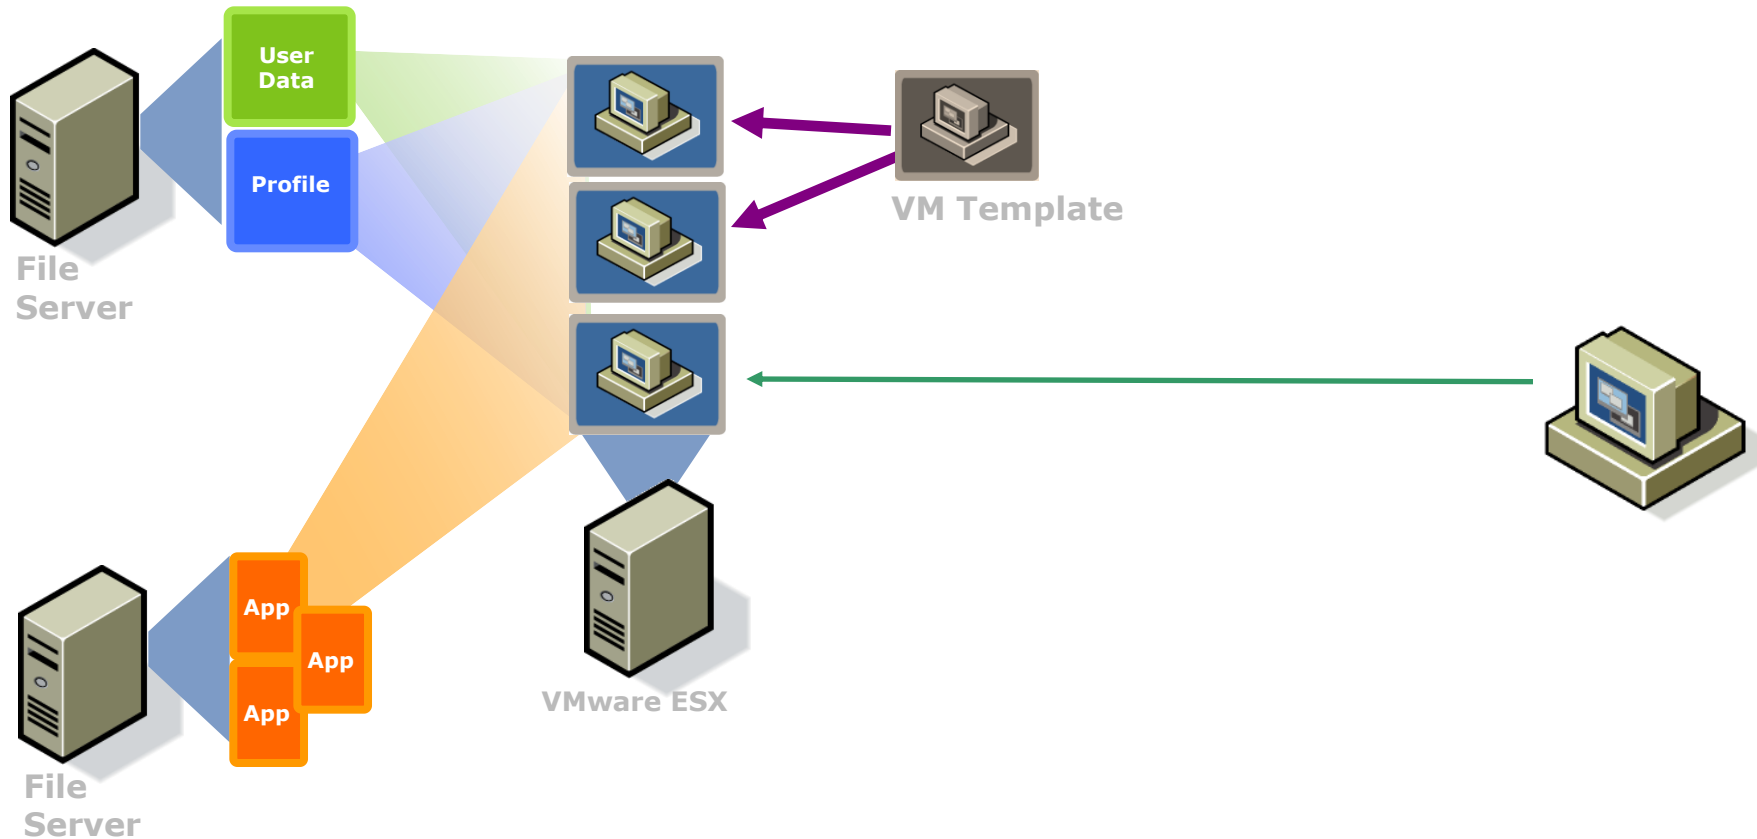 User
Data
Profile
File
Server
VM Template
App
App
App
VMware ESX
File
Server